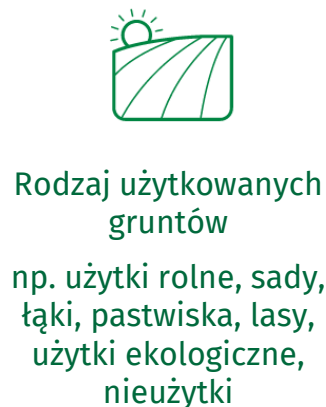 Rodzaj użytkowanych
gruntów
np. użytki rolne, sady,
łąki, pastwiska, lasy,
użytki ekologiczne,
nieużytki